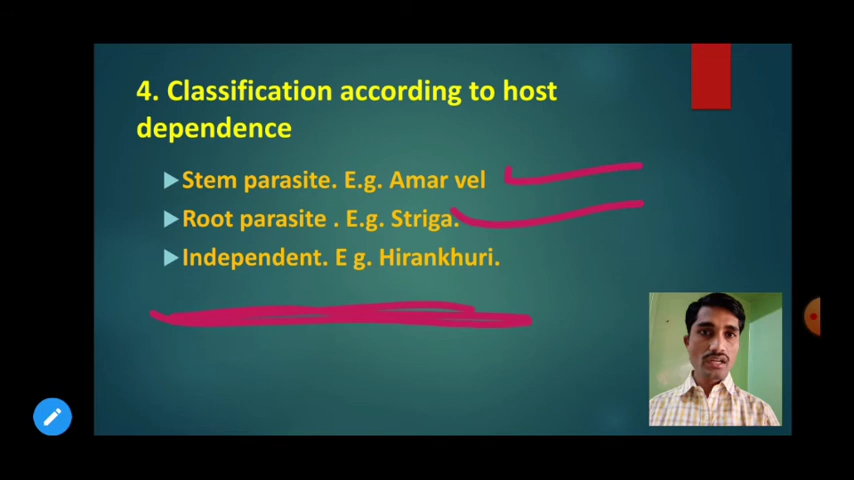 4. Classification according to host
dependence
Stem parasite. E.g. Amar vel
Root parasite . E.g. Striga.
Independent. E g. Hirankhuri.